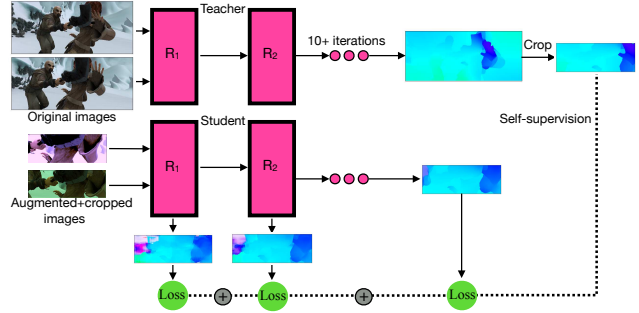 Teacher
R1
R2
10+ iterations
Crop
Original images
Self-supervision
Student
R1
R2
Augmented+cropped
images
Loss
+
Loss
+
Loss